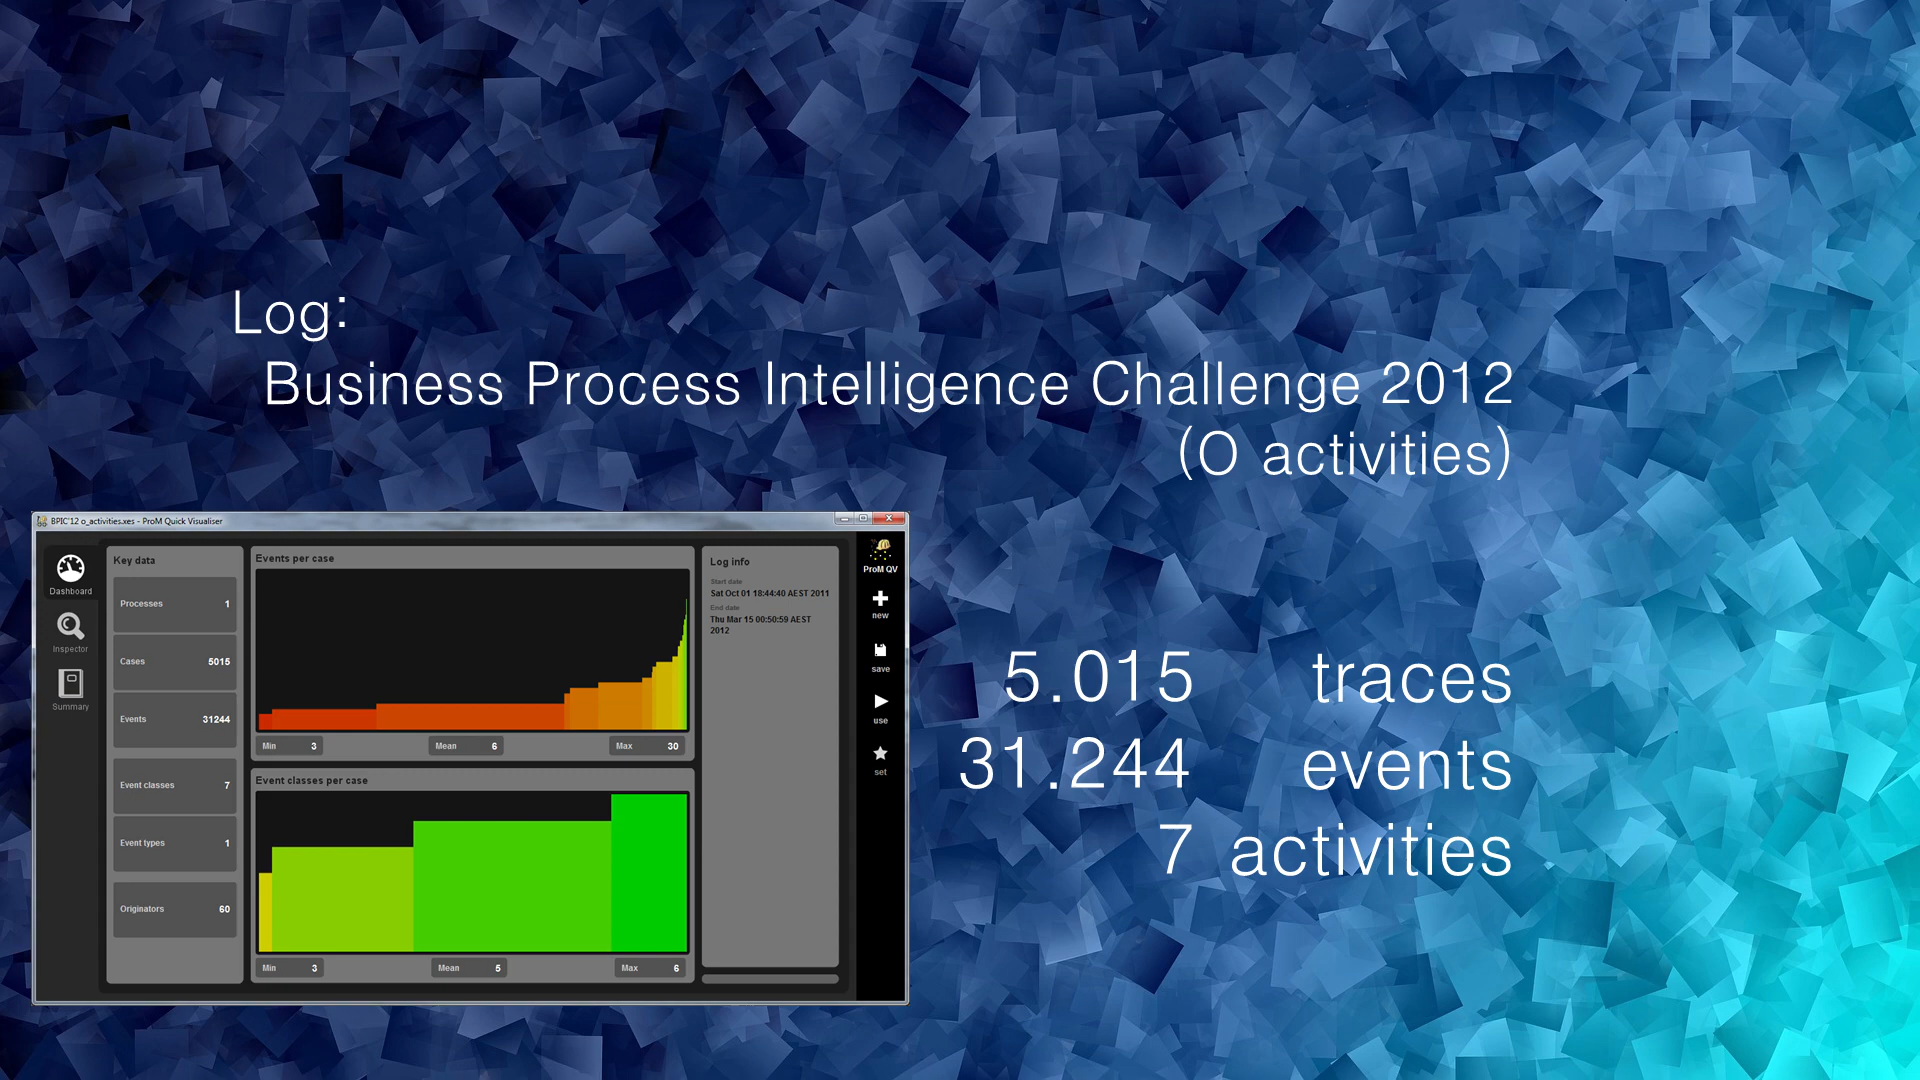 Log:
Business Process Intelligence Challenge 2012
(O activities)
BPIC'12 o_activities.xes - ProM Quick Visualiser
Dashboard
Inspector
Summary
Key data
Processes 1
Cases 5015
Events 31244
Event classes 7
Event types 1
Originators 60
Events per case
Min 3 Mean 6 Max 30
Event classes per case
Min 3 Mean 5 Max 6
Log info
Start date
Sat Oct 01 18:44:40 AEST 2011
End date
Thu Mar 15 00:50:59 AEST
2012
ProM QV
new
save
use
set
5.015 traces
31.244 events
7 activities